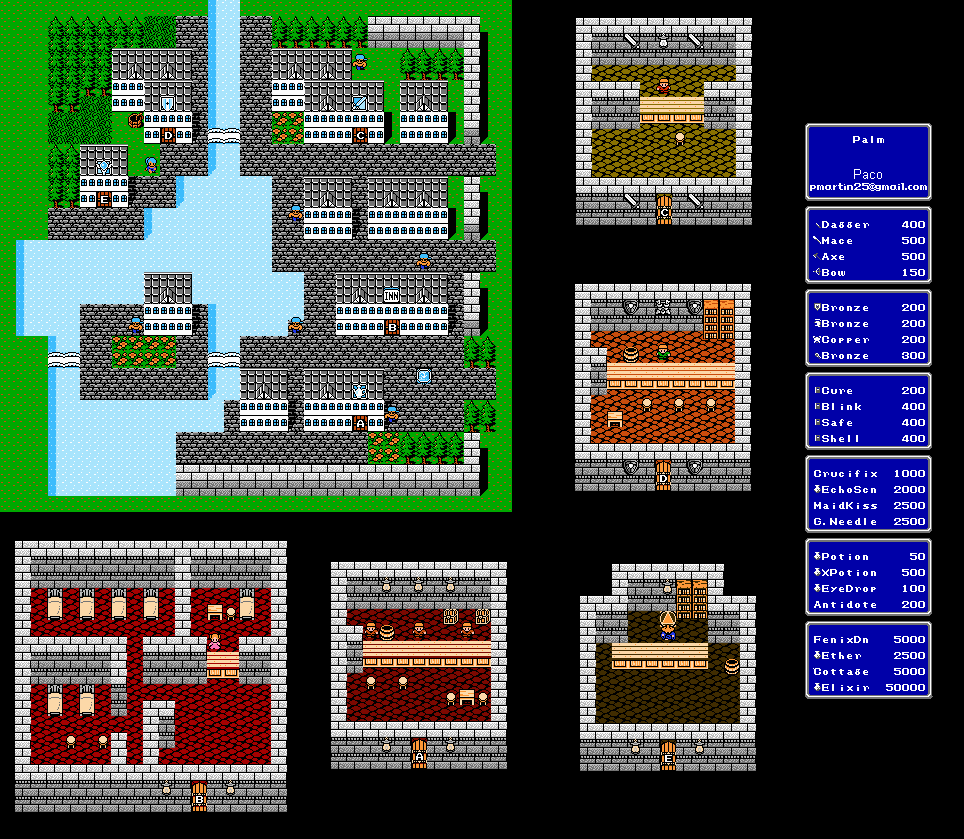 D
C
E
INN
B
A
C
D
B
A
E
Palm
Paco
pmartin25@gmail.com
Dagger 400
Mace 500
Axe 500
Bow 150
Bronze 200
Bronze 200
Copper 200
Bronze 300
Cure 200
Blink 400
Safe 400
Shell 400
Crucifix 1000
EchoScn 2000
MaidKiss 2500
G.Needle 2500
Potion 50
XPotion 500
EyeDrop 100
Antidote 200
FenixDn 5000
Ether 2500
Cottage 5000
Elixir 50000